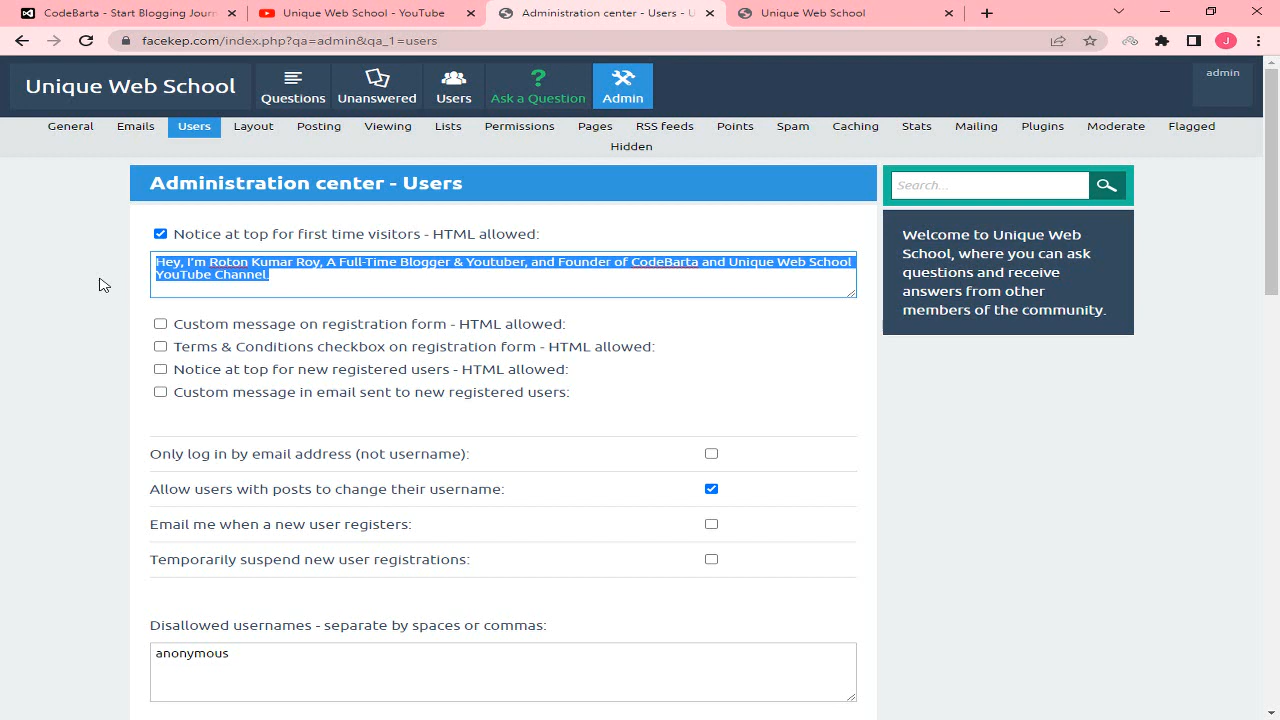 CodeBarta - Start Blogging Journ
Unique Web School - YouTube
Administration center - Users - U
Unique Web School
facekep.com/index.php?qa=admin&qa_1=users
J
Unique Web School
Questions
Unanswered
Users
? Ask a Question
Admin
admin
General Emails Users Layout Posting Viewing Lists Permissions Pages RSS feeds Points Spam Caching Stats Mailing Plugins Moderate Flagged
Hidden
Administration center - Users
Search...
Notice at top for first time visitors - HTML allowed:
Hey, I'm Roton Kumar Roy, A Full-Time Blogger & Youtuber, and Founder of CodeBarta and Unique Web School
YouTube Channel.
Custom message on registration form - HTML allowed:
Terms & Conditions checkbox on registration form - HTML allowed:
Notice at top for new registered users - HTML allowed:
Custom message in email sent to new registered users:
Welcome to Unique Web
School, where you can ask
questions and receive
answers from other
members of the community.
Only log in by email address (not username):
Allow users with posts to change their username:
Email me when a new user registers:
Temporarily suspend new user registrations:
Disallowed usernames - separate by spaces or commas:
anonymous